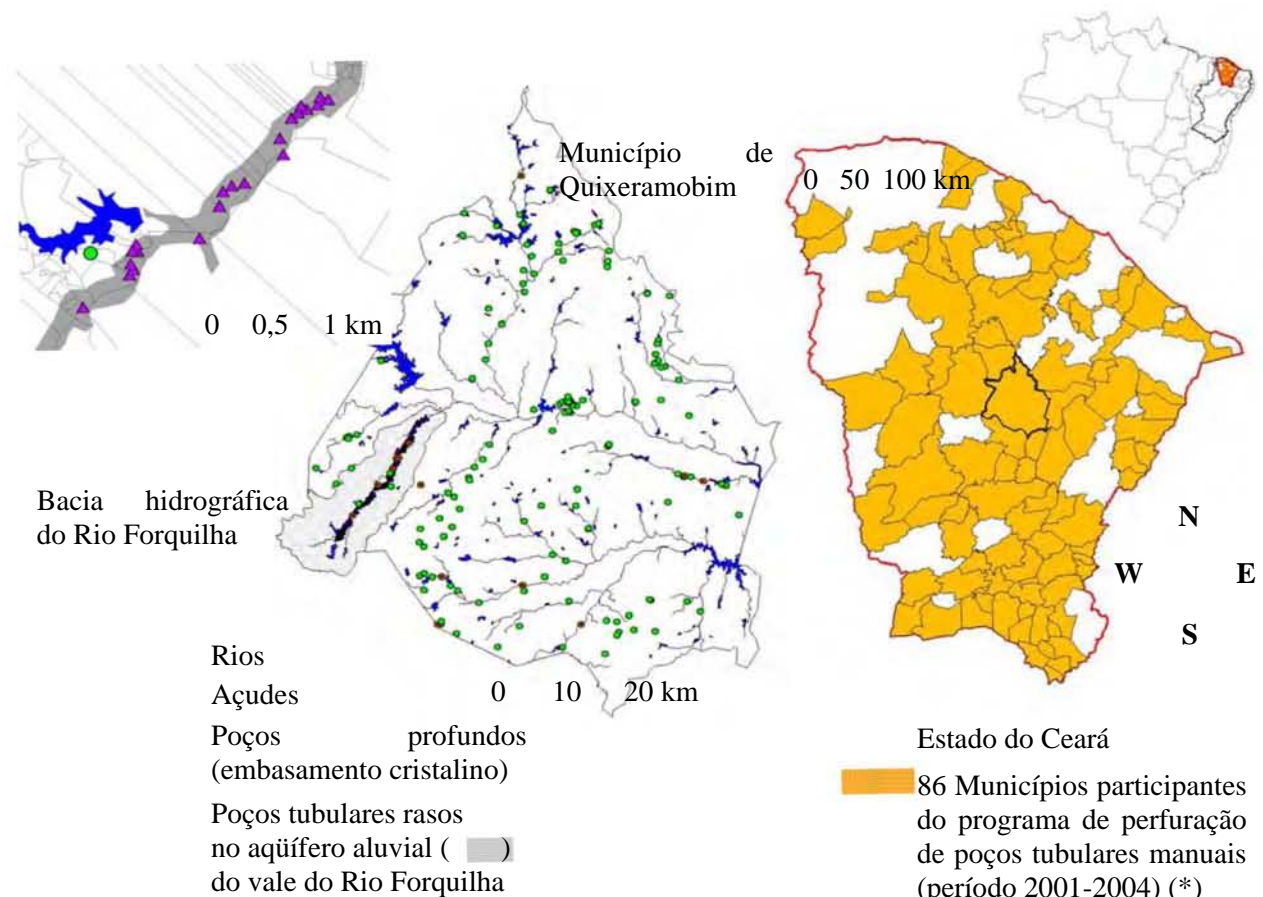 Município de
Quixeramobim
0 50 100 km
0 0,5 1 km
Bacia hidrográfica
do Rio Forquilha
N
W E
S
Rios
Açudes
0 10 20 km
Poços profundos
(embasamento cristalino)
Poços tubulares rasos
no aqüífero aluvial ( )
do vale do Rio Forquilha
Estado do Ceará
86 Municípios participantes
do programa de perfuração
de poços tubulares manuais
(período 2001-2004) (*)